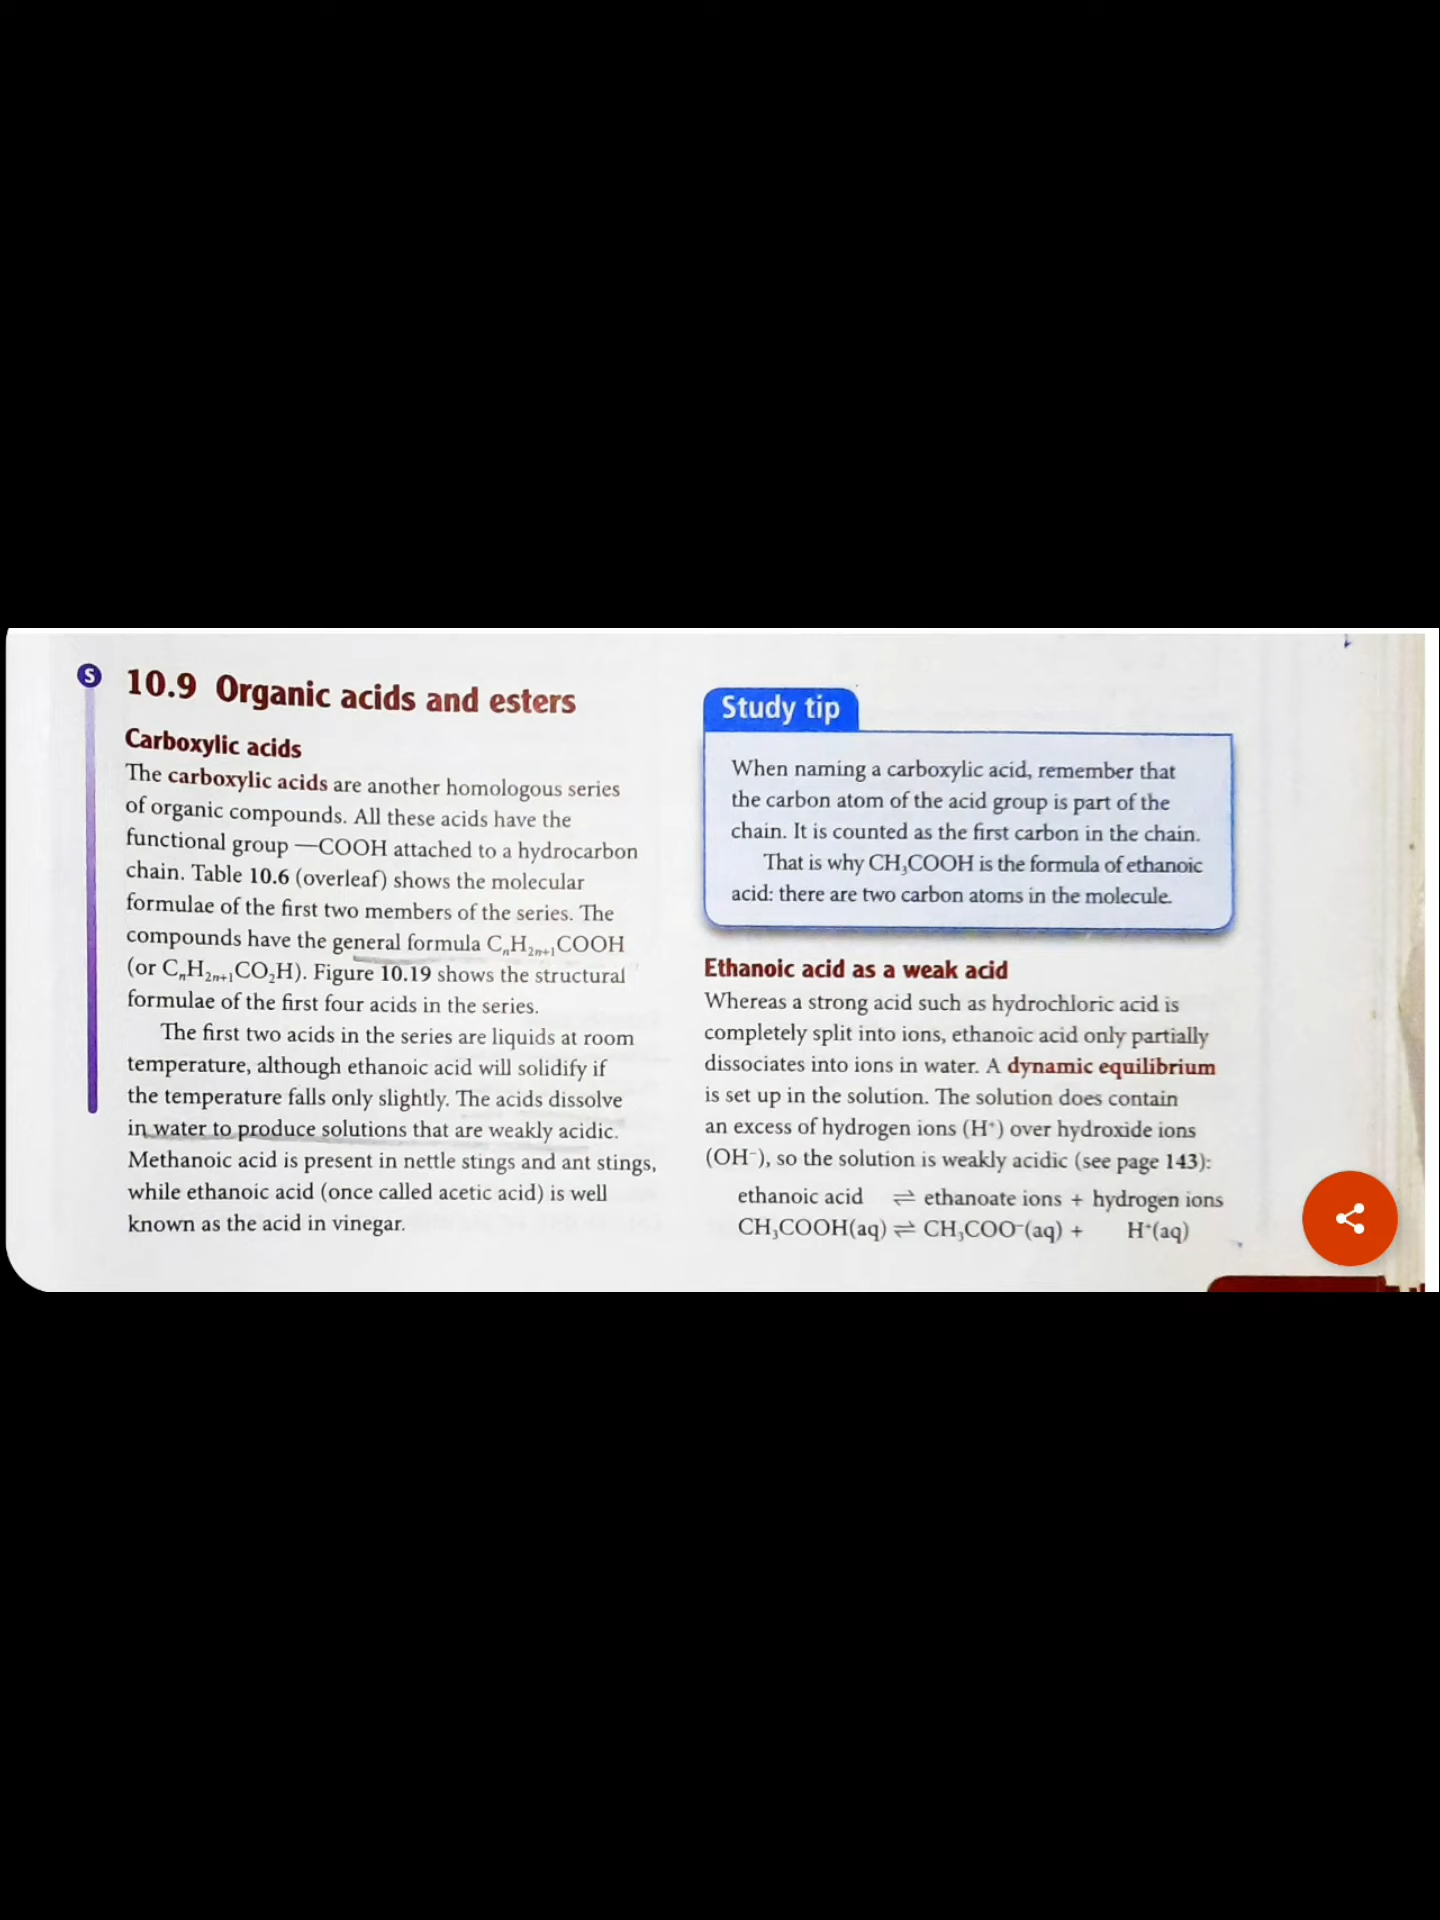 S
10.9 Organic acids and esters
Carboxylic acids
The carboxylic acids are another homologous series
of organic compounds. All these acids have the
functional group —COOH attached to a hydrocarbon
chain. Table 10.6 (overleaf) shows the molecular
formulae of the first two members of the series. The
compounds have the general formula CₙH₂ₙ₊₁COOH
(or CₙH₂ₙ₊₁CO₂H). Figure 10.19 shows the structural
formulae of the first four acids in the series.
The first two acids in the series are liquids at room
temperature, although ethanoic acid will solidify if
the temperature falls only slightly. The acids dissolve
in water to produce solutions that are weakly acidic.
Methanoic acid is present in nettle stings and ant stings,
while ethanoic acid (once called acetic acid) is well
known as the acid in vinegar.
Study tip
When naming a carboxylic acid, remember that
the carbon atom of the acid group is part of the
chain. It is counted as the first carbon in the chain.
That is why CH₃COOH is the formula of ethanoic
acid: there are two carbon atoms in the molecule.
Ethanoic acid as a weak acid
Whereas a strong acid such as hydrochloric acid is
completely split into ions, ethanoic acid only partially
dissociates into ions in water. A dynamic equilibrium
is set up in the solution. The solution does contain
an excess of hydrogen ions (H⁺) over hydroxide ions
(OH⁻), so the solution is weakly acidic (see page 143):
ethanoic acid ⇌ ethanoate ions + hydrogen ions
CH₃COOH(aq) ⇌ CH₃COO⁻(aq) + H⁺(aq)